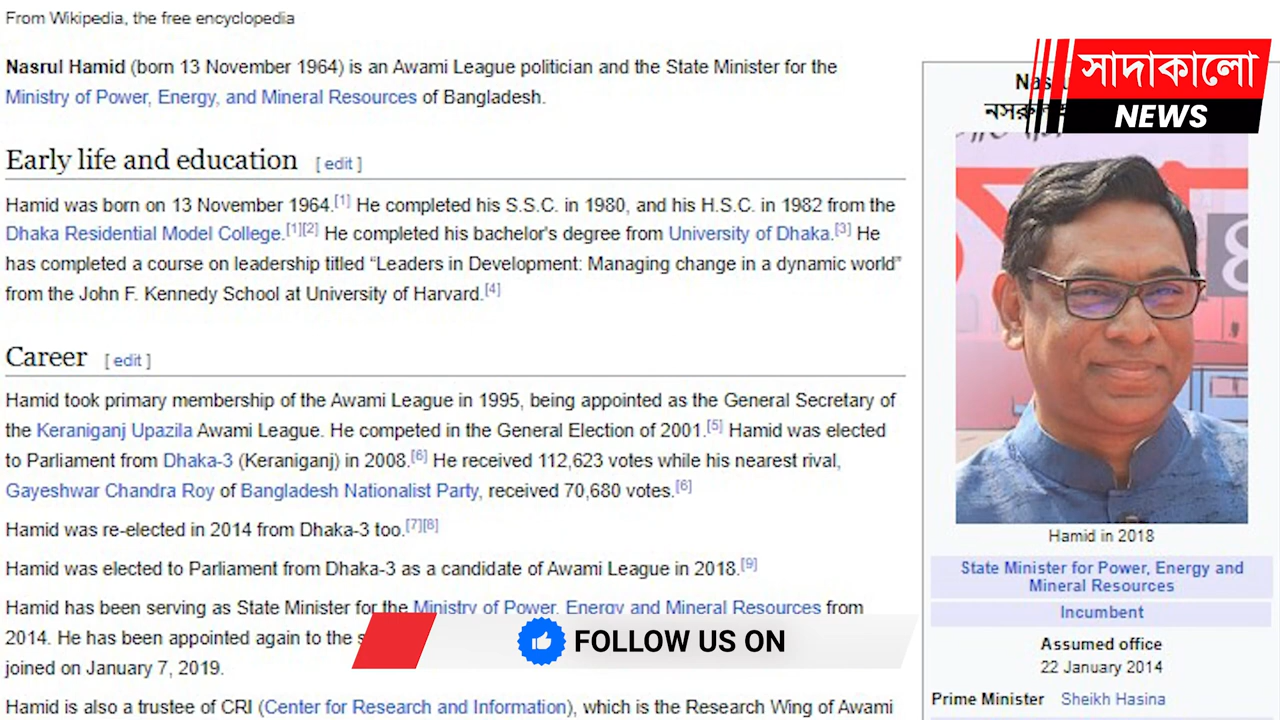 From Wikipedia, the free encyclopedia
Nasrul Hamid (born 13 November 1964) is an Awami League politician and the State Minister for the
Ministry of Power, Energy, and Mineral Resources of Bangladesh.
Early life and education [ edit ]
Hamid was born on 13 November 1964.[1] He completed his S.S.C. in 1980, and his H.S.C. in 1982 from the
Dhaka Residential Model College.[1][2] He completed his bachelor's degree from University of Dhaka.[3] He
has completed a course on leadership titled “Leaders in Development: Managing change in a dynamic world”
from the John F. Kennedy School at University of Harvard.[4]
Career [ edit ]
Hamid took primary membership of the Awami League in 1995, being appointed as the General Secretary of
the Keraniganj Upazila Awami League. He competed in the General Election of 2001.[5] Hamid was elected
to Parliament from Dhaka-3 (Keraniganj) in 2008.[6] He received 112,623 votes while his nearest rival,
Gayeshwar Chandra Roy of Bangladesh Nationalist Party, received 70,680 votes.[6]
Hamid was re-elected in 2014 from Dhaka-3 too.[7][8]
Hamid was elected to Parliament from Dhaka-3 as a candidate of Awami League in 2018.[9]
Hamid has been serving as State Minister for the Ministry of Power, Energy and Mineral Resources from
2014. He has been appointed again to the
joined on January 7, 2019.
Hamid is also a trustee of CRI (Center for Research and Information), which is the Research Wing of Awami
FOLLOW US ON
সাদাকালো
NEWS
Hamid in 2018
State Minister for Power, Energy and
Mineral Resources
Incumbent
Assumed office
22 January 2014
Prime Minister Sheikh Hasina